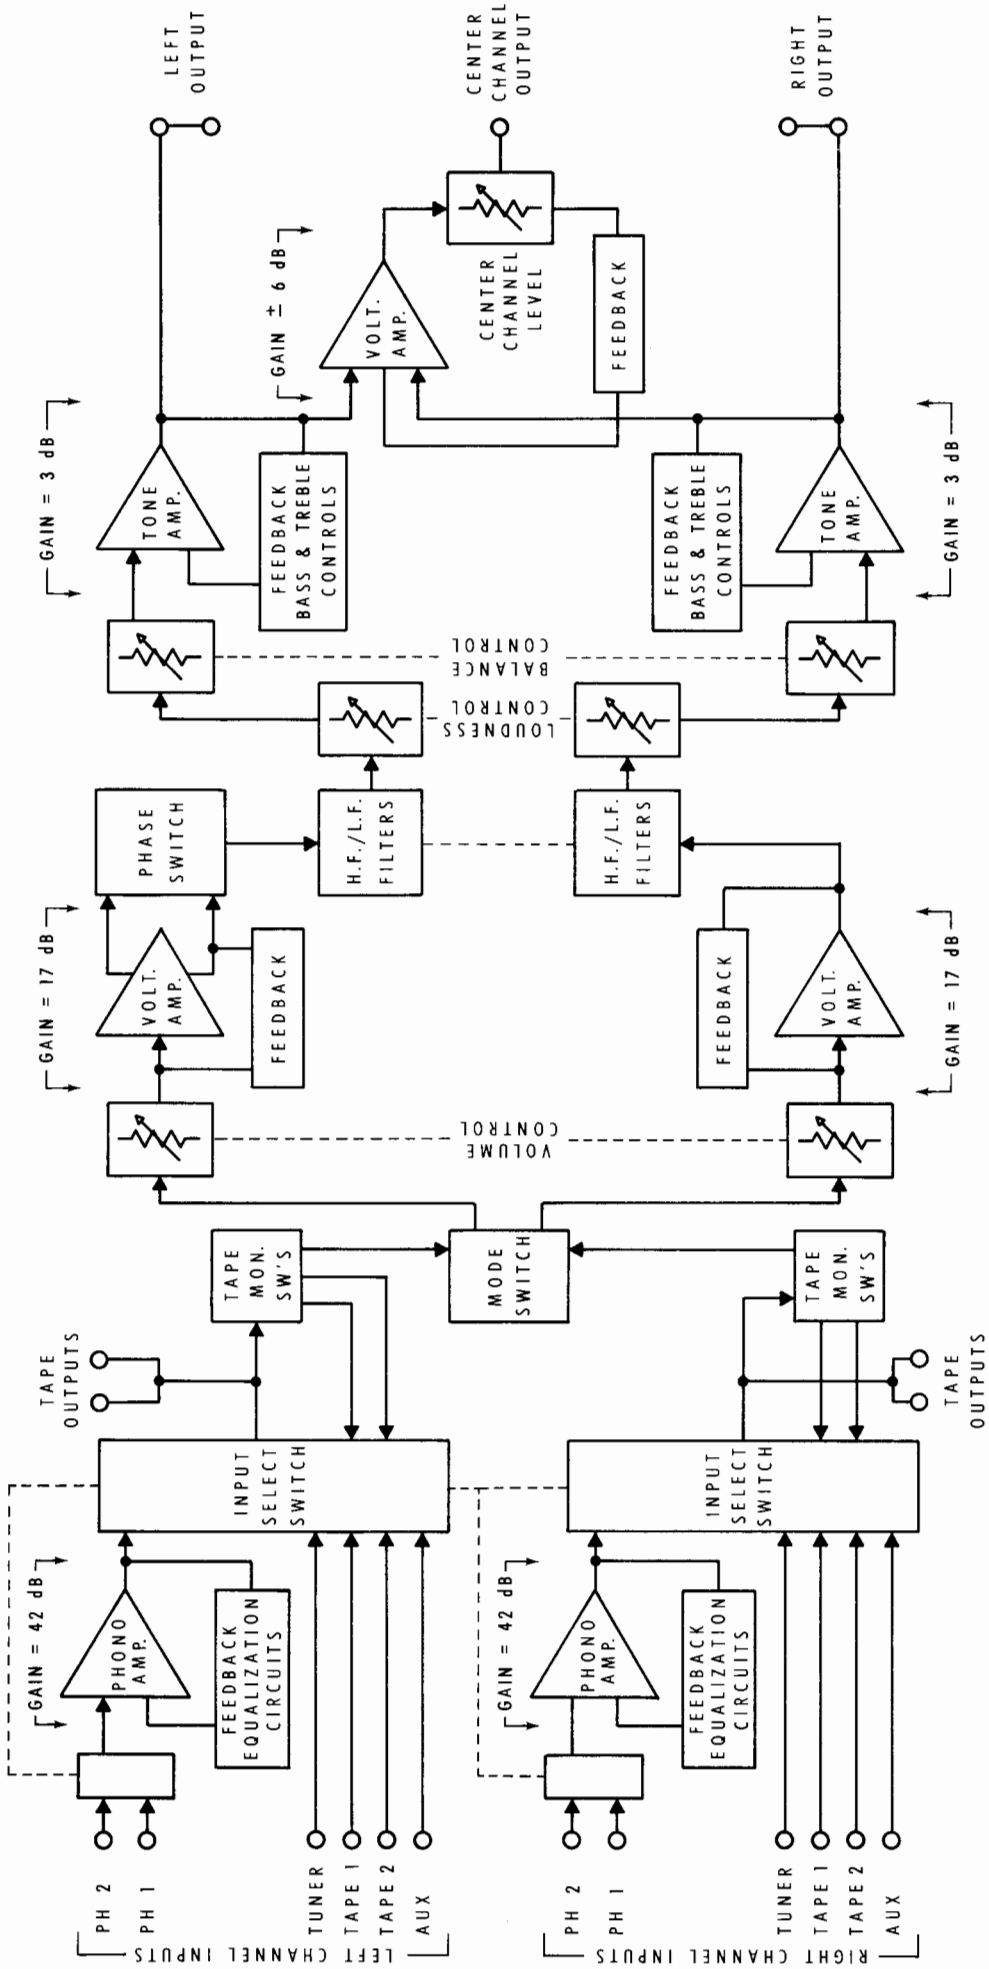 LEFT CHANNEL INPUTS
PH 2
PH 1
TUNER
TAPE 1
TAPE 2
AUX
GAIN = 42 dB
PHONO
AMP.
FEEDBACK
EQUALIZATION
CIRCUITS
INPUT
SELECT
SWITCH
TAPE
OUTPUTS
TAPE
MON.
SW'S
RIGHT CHANNEL INPUTS
PH 2
PH 1
TUNER
TAPE 1
TAPE 2
AUX
GAIN = 42 dB
PHONO
AMP.
FEEDBACK
EQUALIZATION
CIRCUITS
INPUT
SELECT
SWITCH
TAPE
OUTPUTS
TAPE
MON.
SW'S
MODE
SWITCH
VOLUME
CONTROL
GAIN = 17 dB
VOLT.
AMP.
FEEDBACK
PHASE
SWITCH
H.F./L.F.
FILTERS
GAIN = 17 dB
VOLT.
AMP.
FEEDBACK
H.F./L.F.
FILTERS
LOUDNESS
CONTROL
BALANCE
CONTROL
GAIN = 3 dB
TONE
AMP.
FEEDBACK
BASS & TREBLE
CONTROLS
GAIN = 3 dB
TONE
AMP.
FEEDBACK
BASS & TREBLE
CONTROLS
GAIN ± 6 dB
VOLT.
AMP.
FEEDBACK
CENTER
CHANNEL
LEVEL
LEFT
OUTPUT
CENTER
CHANNEL
OUTPUT
RIGHT
OUTPUT